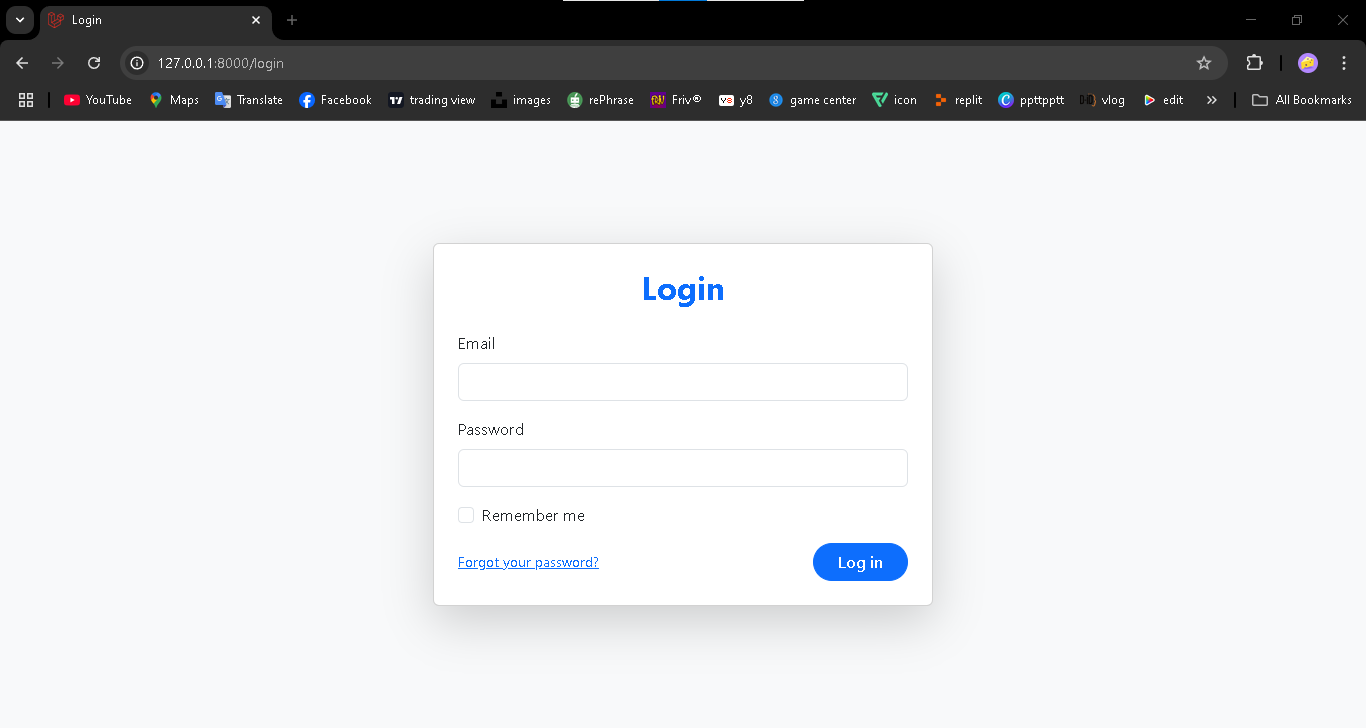 Login
127.0.0.1:8000/login
YouTube Maps Translate Facebook trading view images rePhrase Friv® y8 game center icon replit ppttpptt vlog edit » All Bookmarks
Login
Email
Password
Remember me
Forgot your password? Log in